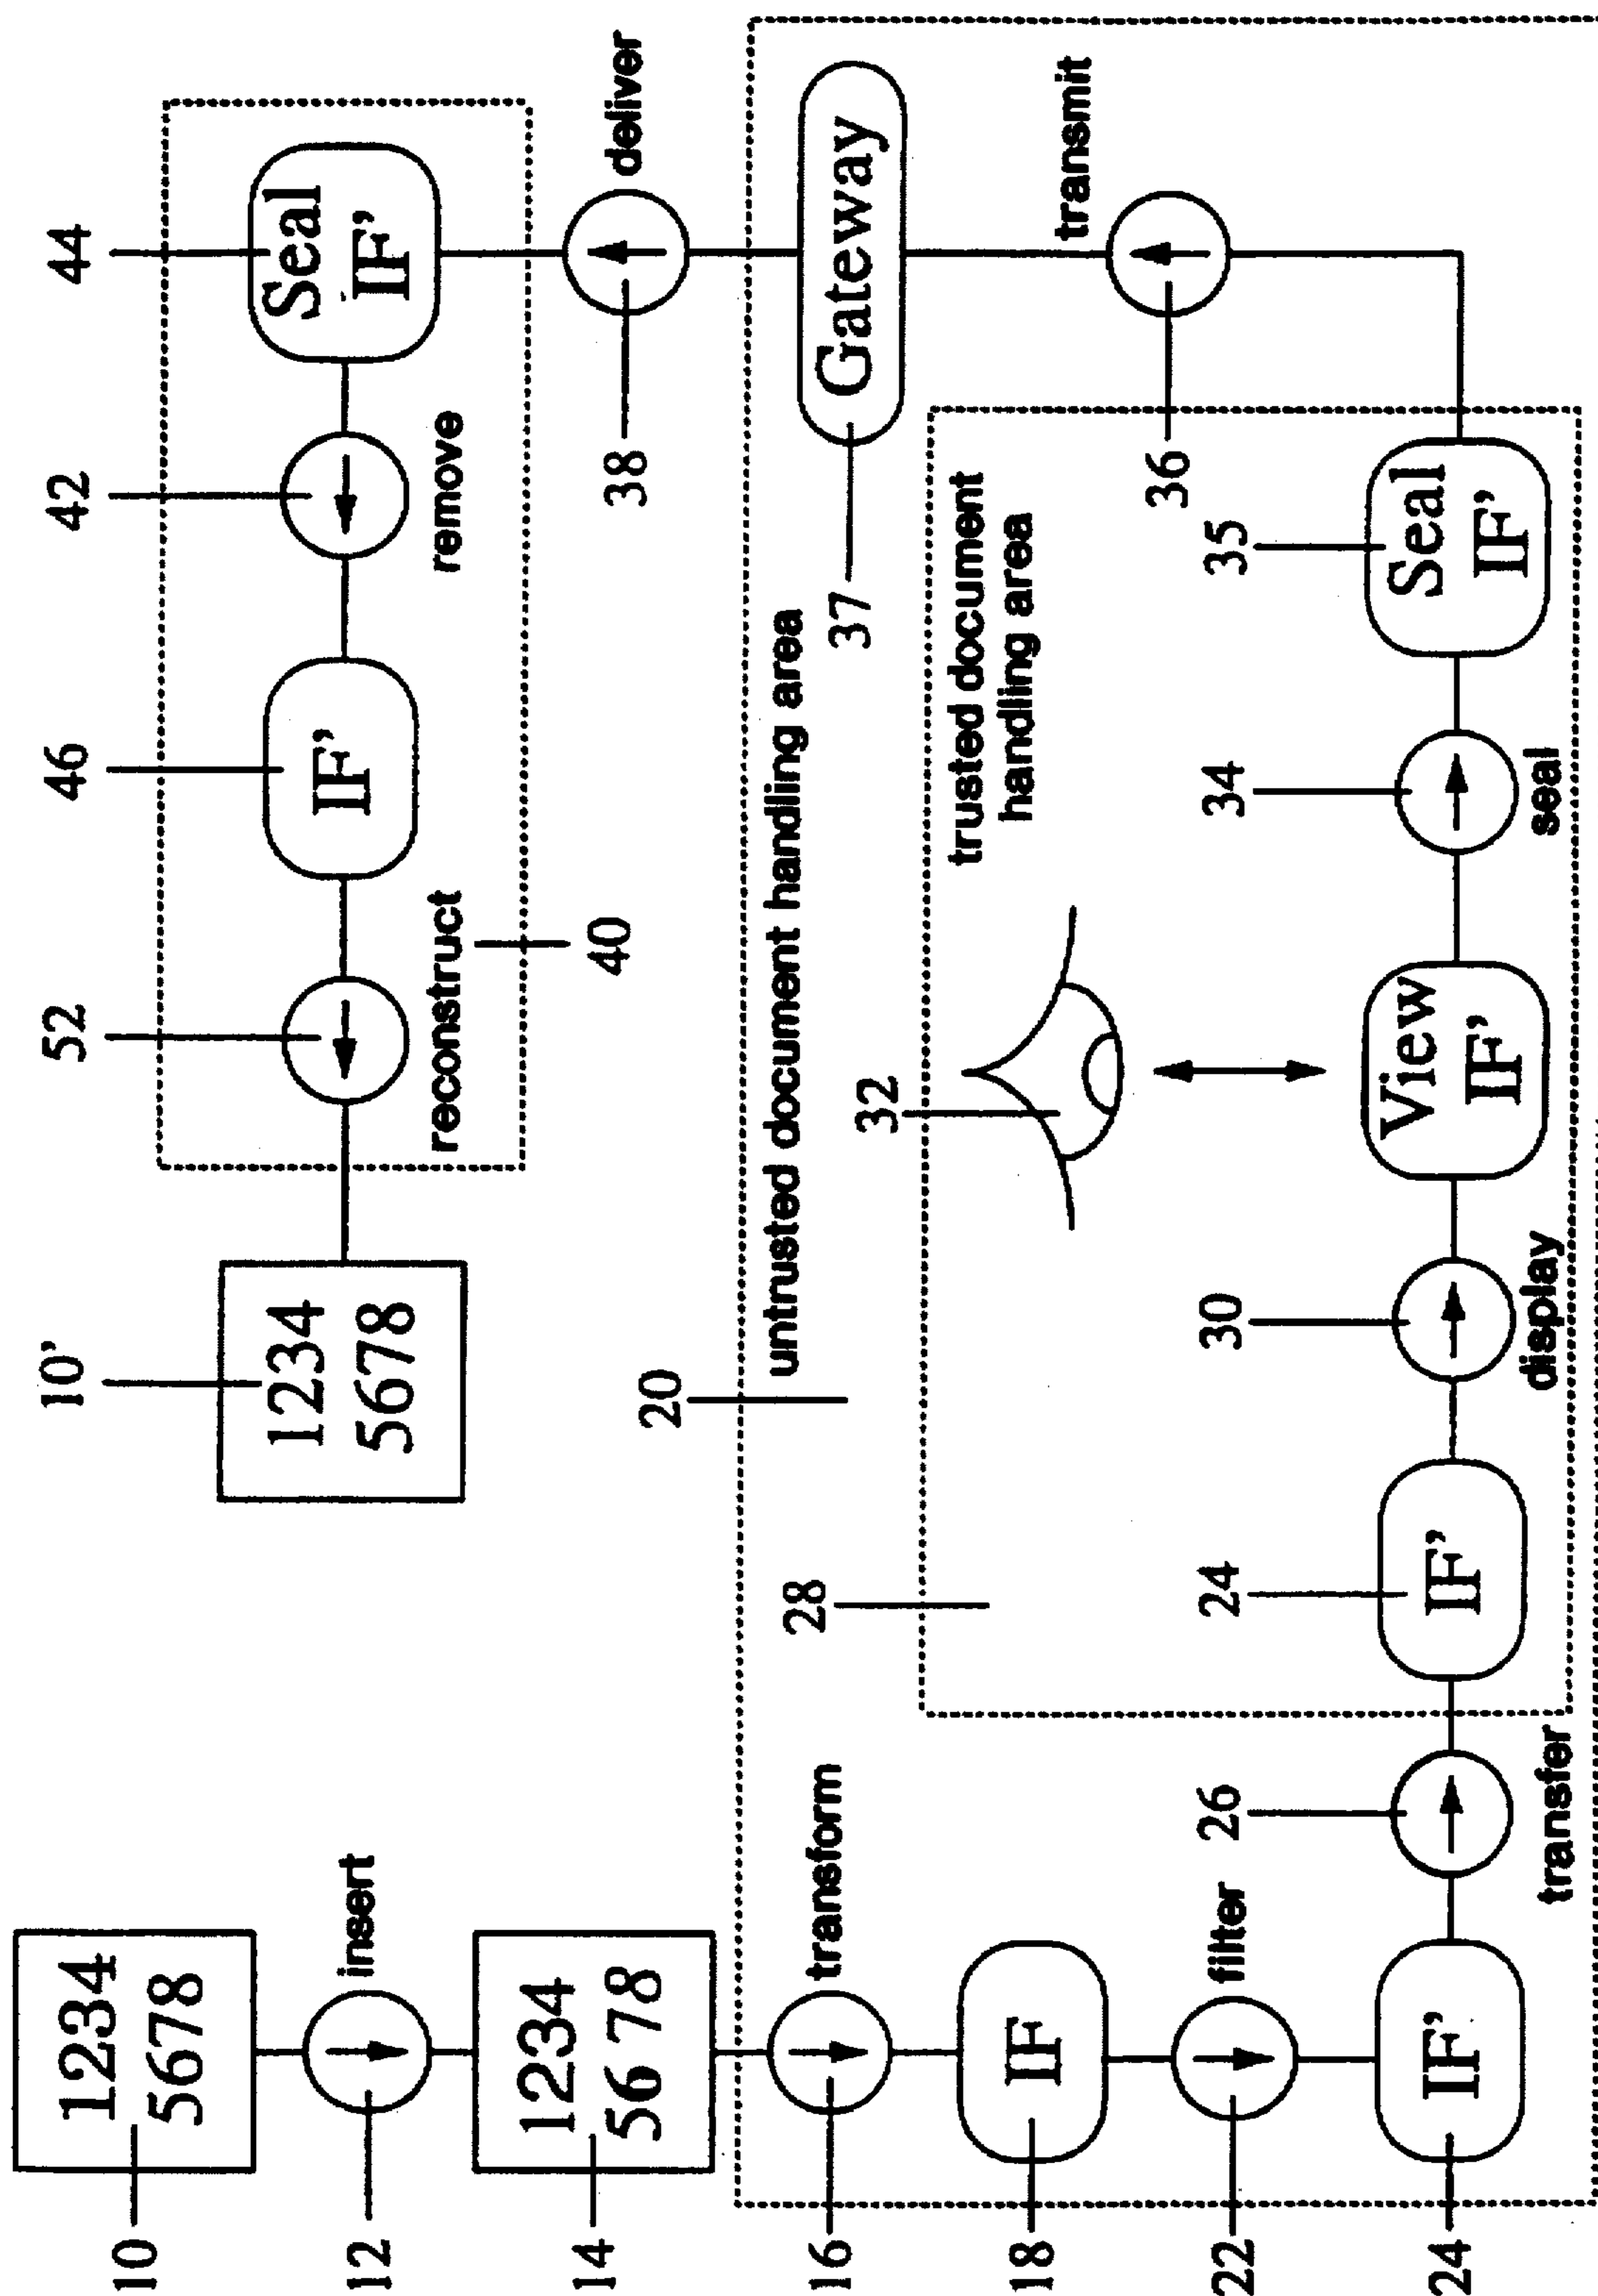 10
1234
5678
12
insert
14
1234
56 78
16
transform
18
IF
22
filter
24
IF'
26
transfer
20
untrusted document handling area
28
trusted document
handling area
24
IF'
30
display
32
View
IF'
34
seal
35
Seal
IF'
36
transmit
37
Gateway
38
deliver
44
Seal
IF'
42
remove
46
IF'
52
reconstruct
40
10'
1234
5678